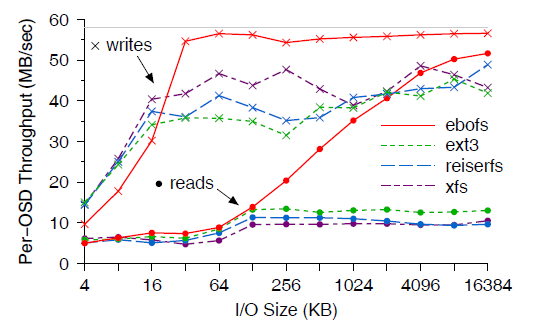 60
50
40
30
20
10
0
Per−OSD Throughput (MB/sec)
writes
reads
ebofs
ext3
reiserfs
xfs
4 16 64 256 1024 4096 16384
I/O Size (KB)